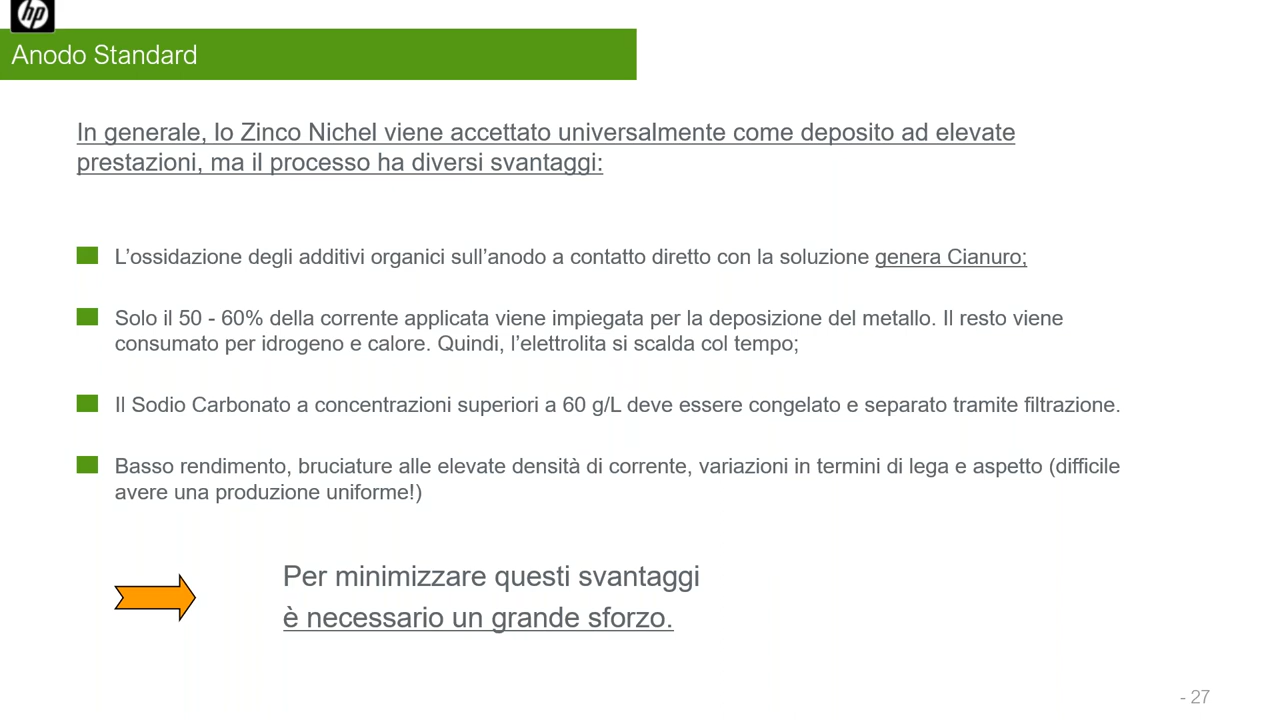 hp
Anodo Standard
In generale, lo Zinco Nichel viene accettato universalmente come deposito ad elevate
prestazioni, ma il processo ha diversi svantaggi:
L’ossidazione degli additivi organici sull’anodo a contatto diretto con la soluzione genera Cianuro;
Solo il 50 - 60% della corrente applicata viene impiegata per la deposizione del metallo. Il resto viene
consumato per idrogeno e calore. Quindi, l’elettrolita si scalda col tempo;
Il Sodio Carbonato a concentrazioni superiori a 60 g/L deve essere congelato e separato tramite filtrazione.
Basso rendimento, bruciature alle elevate densità di corrente, variazioni in termini di lega e aspetto (difficile
avere una produzione uniforme!)
Per minimizzare questi svantaggi
è necessario un grande sforzo.
- 27